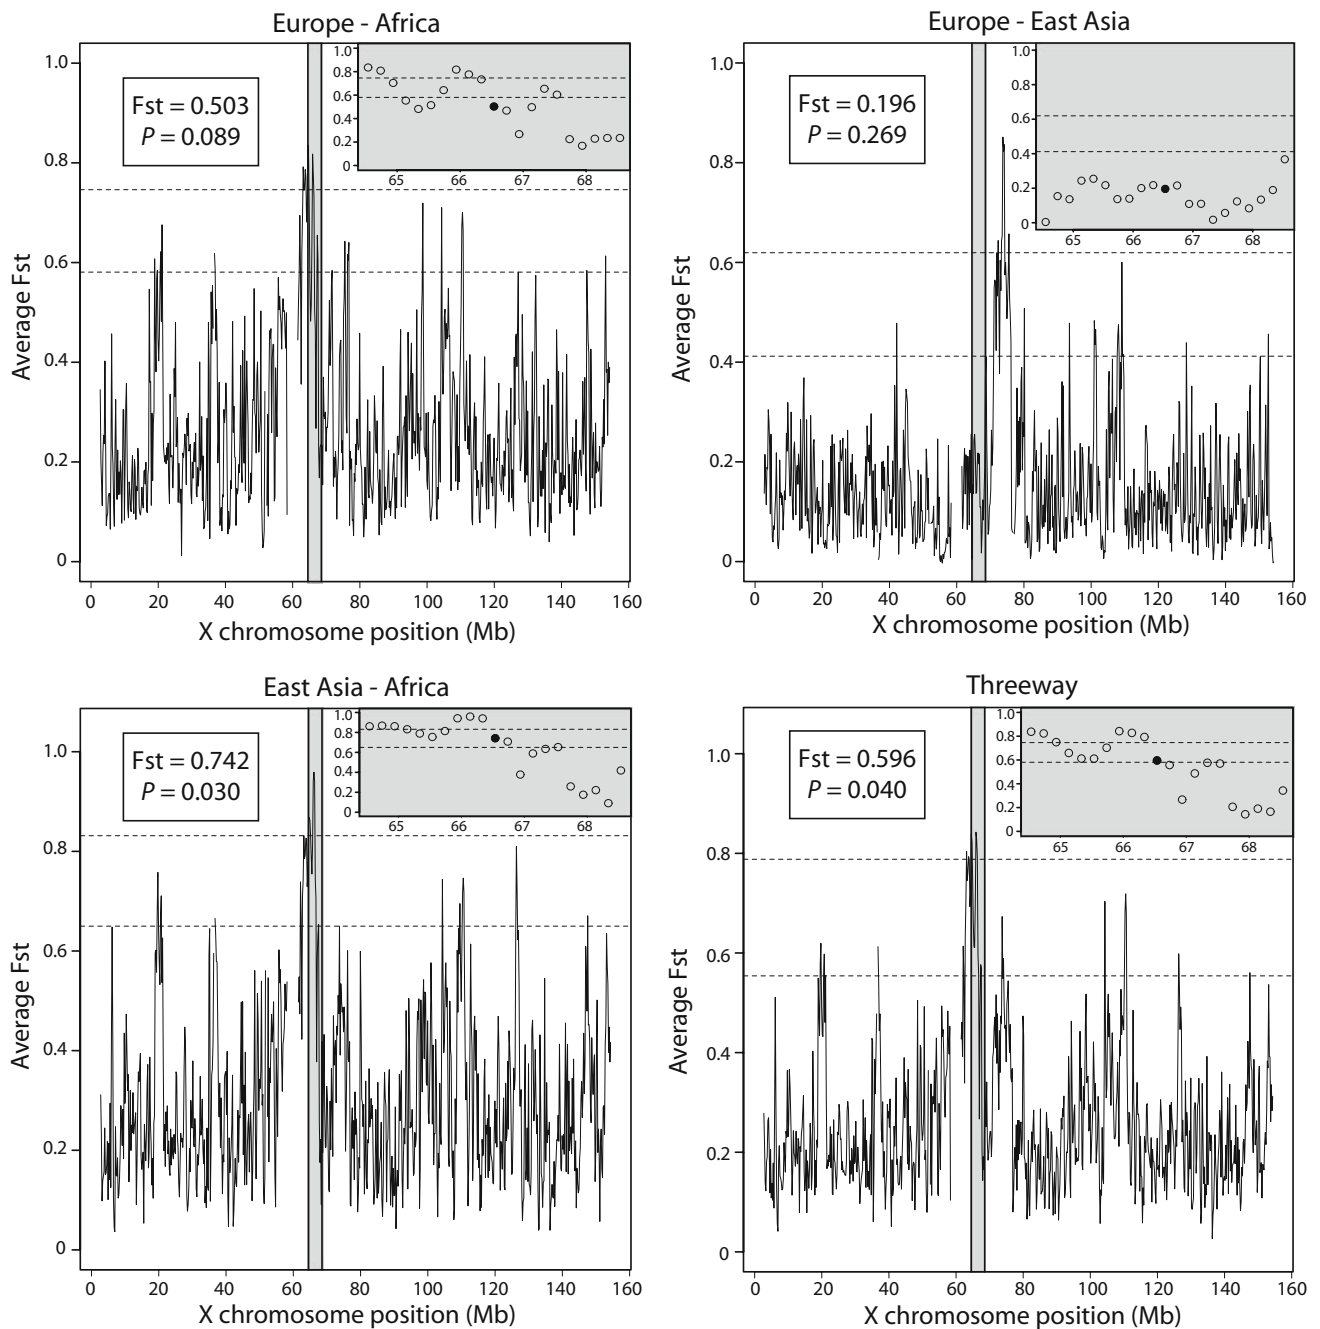 Europe - Africa
Fst = 0.503
P = 0.089
1.0
0.8
0.6
0.4
0.2
0
65 66 67 68
1.0
0.8
0.6
0.4
0.2
0
Average Fst
0 20 40 60 80 100 120 140 160
X chromosome position (Mb)
Europe - East Asia
Fst = 0.196
P = 0.269
1.0
0.8
0.6
0.4
0.2
0
65 66 67 68
1.0
0.8
0.6
0.4
0.2
0
Average Fst
0 20 40 60 80 100 120 140 160
X chromosome position (Mb)
East Asia - Africa
Fst = 0.742
P = 0.030
1.0
0.8
0.6
0.4
0.2
0
65 66 67 68
1.0
0.8
0.6
0.4
0.2
0
Average Fst
0 20 40 60 80 100 120 140 160
X chromosome position (Mb)
Threeway
Fst = 0.596
P = 0.040
1.0
0.8
0.6
0.4
0.2
0
65 66 67 68
1.0
0.8
0.6
0.4
0.2
0
Average Fst
0 20 40 60 80 100 120 140 160
X chromosome position (Mb)